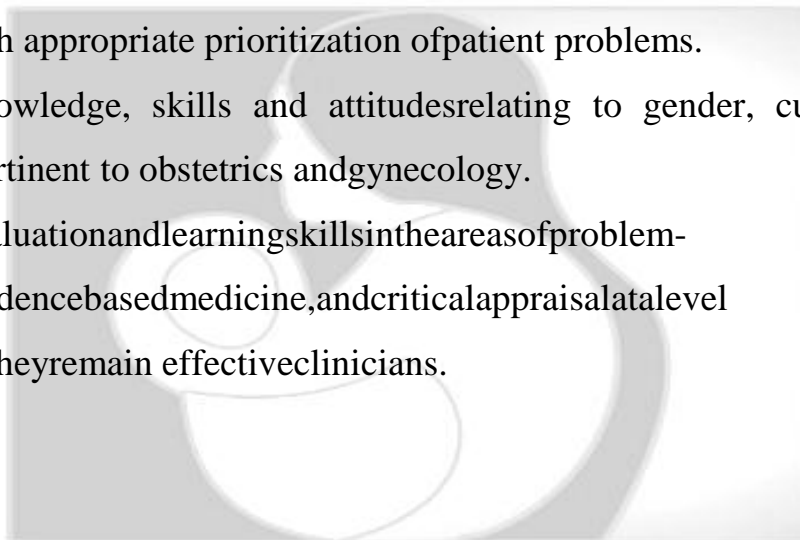 h appropriate prioritization ofpatient problems.
owledge, skills and attitudesrelating to gender, cu
rtinent to obstetrics andgynecology.
luationandlearningskillsintheareasofproblem-
dencebasedmedicine,andcriticalappraisalatalevel
heyremain effectiveclinicians.